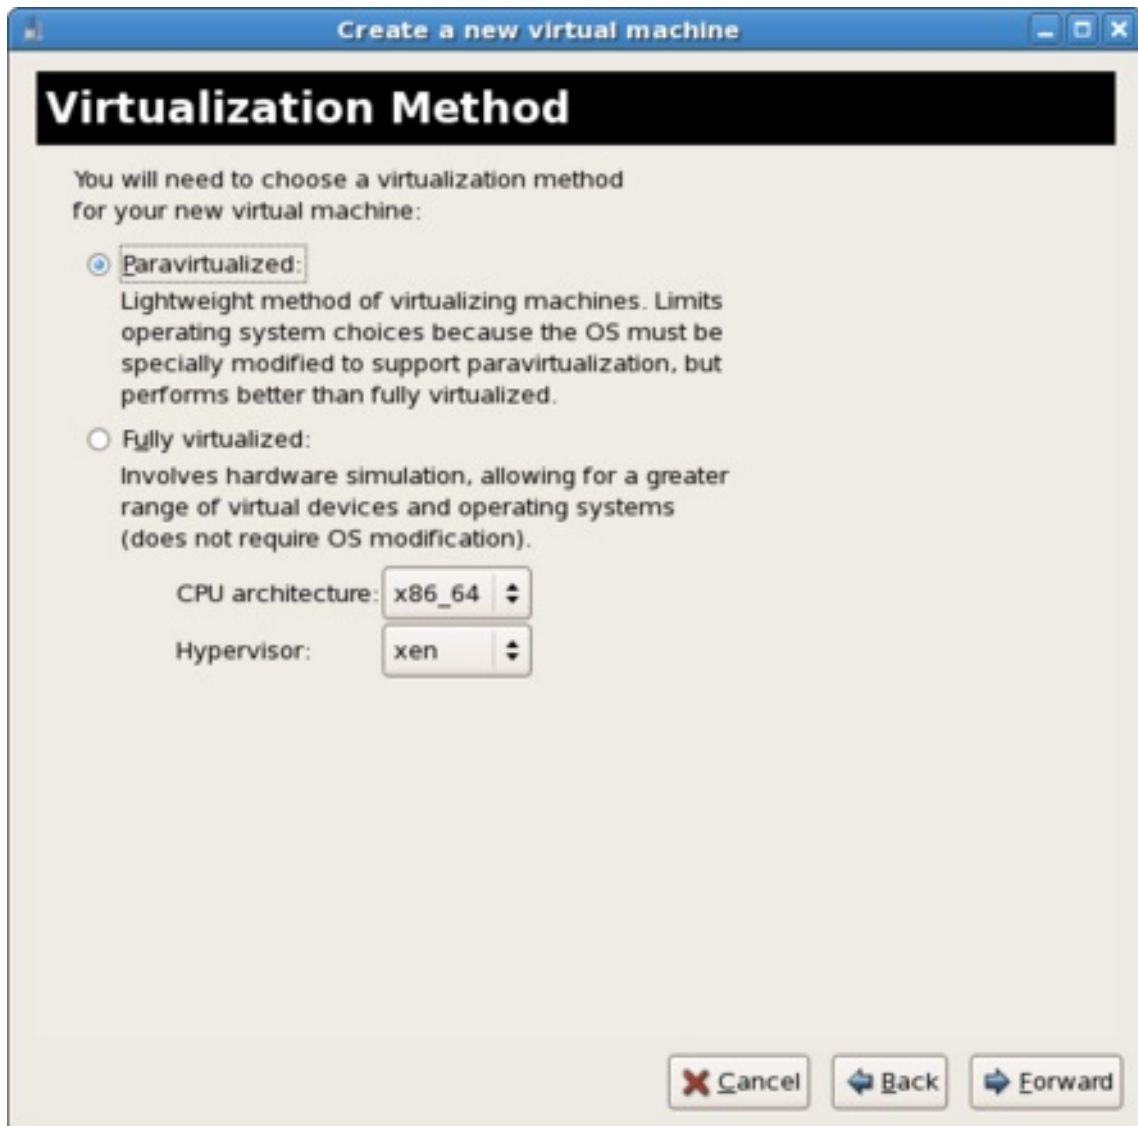 Create a new virtual machine
Virtualization Method
You will need to choose a virtualization method
for your new virtual machine:
Paravirtualized:
Lightweight method of virtualizing machines. Limits
operating system choices because the OS must be
specially modified to support paravirtualization, but
performs better than fully virtualized.
Fully virtualized:
Involves hardware simulation, allowing for a greater
range of virtual devices and operating systems
(does not require OS modification).
CPU architecture: x86_64
Hypervisor: xen
Cancel Back Forward